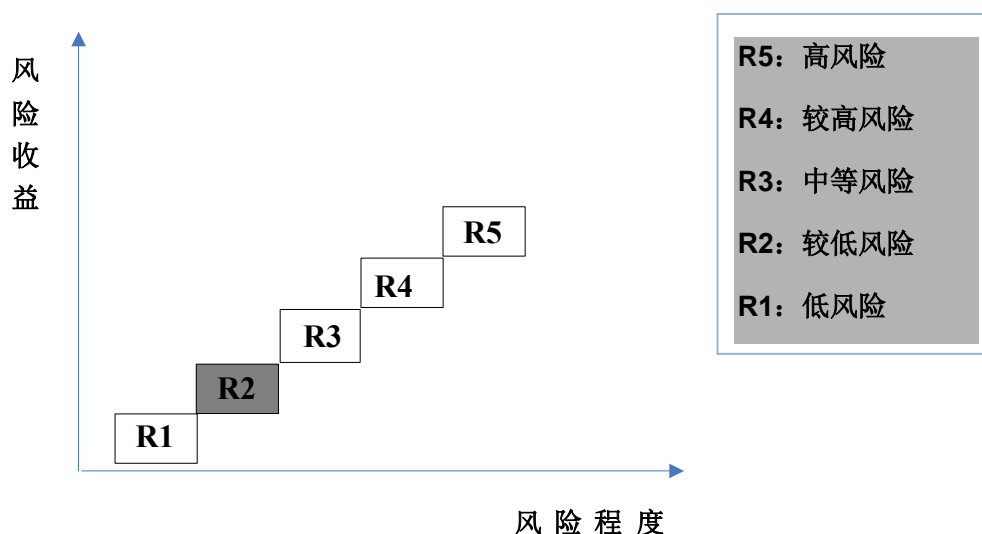 风
险
收
益
R5
R4
R3
R2
R1
风 险 程 度
R5：高风险
R4：较高风险
R3：中等风险
R2：较低风险
R1：低风险